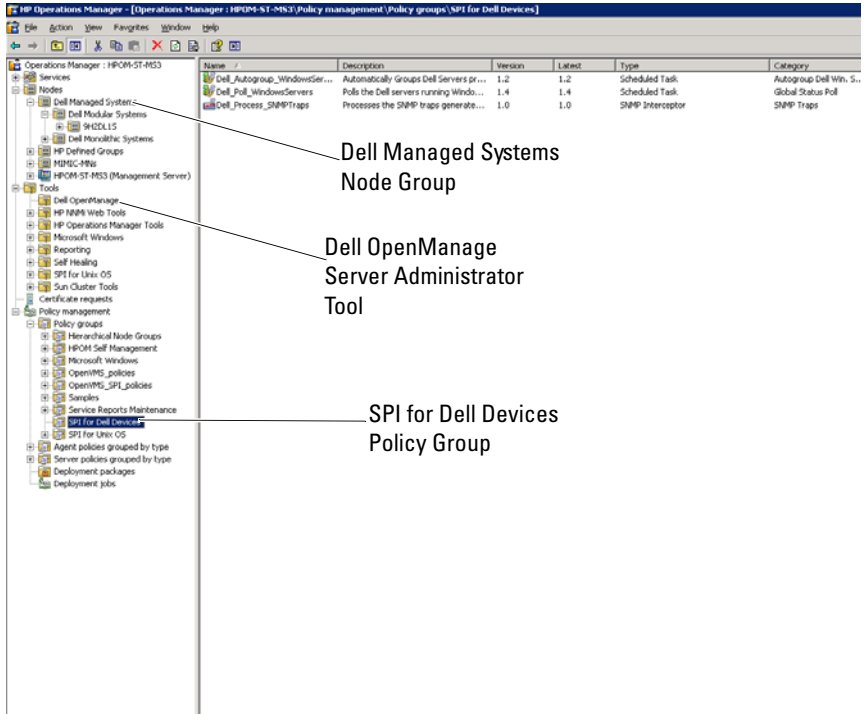 HP Operations Manager - [Operations Manager : HPOM-ST-MS3\Policy management\Policy groups\SPI for Dell Devices]
File Action View Favorites Window Help
Operations Manager : HPOM-ST-MS3
Services
Nodes
Dell Managed Systems
Dell Modular Systems
9H2DL1S
Dell Monolithic Systems
HP Defined Groups
MIMIC-MNs
HPOM-ST-MS3 (Management Server)
Tools
Dell OpenManage
HP NNMi Web Tools
HP Operations Manager Tools
Microsoft Windows
Reporting
Self Healing
SPI for Unix OS
Sun Cluster Tools
Certificate requests
Policy management
Policy groups
Hierarchical Node Groups
HPOM Self Management
Microsoft Windows
OpenVMS_policies
OpenVMS_SPI_policies
Samples
Service Reports Maintenance
SPI for Dell Devices
SPI for Unix OS
Agent policies grouped by type
Server policies grouped by type
Deployment packages
Deployment jobs
Name Description Version Latest Type Category
Dell_Autogroup_WindowsSer... Automatically Groups Dell Servers pr... 1.2 1.2 Scheduled Task Autogroup Dell Win. S...
Dell_Poll_WindowsServers Polls the Dell servers running Windo... 1.4 1.4 Scheduled Task Global Status Poll
Dell_Process_SNMPTraps Processes the SNMP traps generate... 1.0 1.0 SNMP Interceptor SNMP Traps
Dell Managed Systems
Node Group
Dell OpenManage
Server Administrator
Tool
SPI for Dell Devices
Policy Group